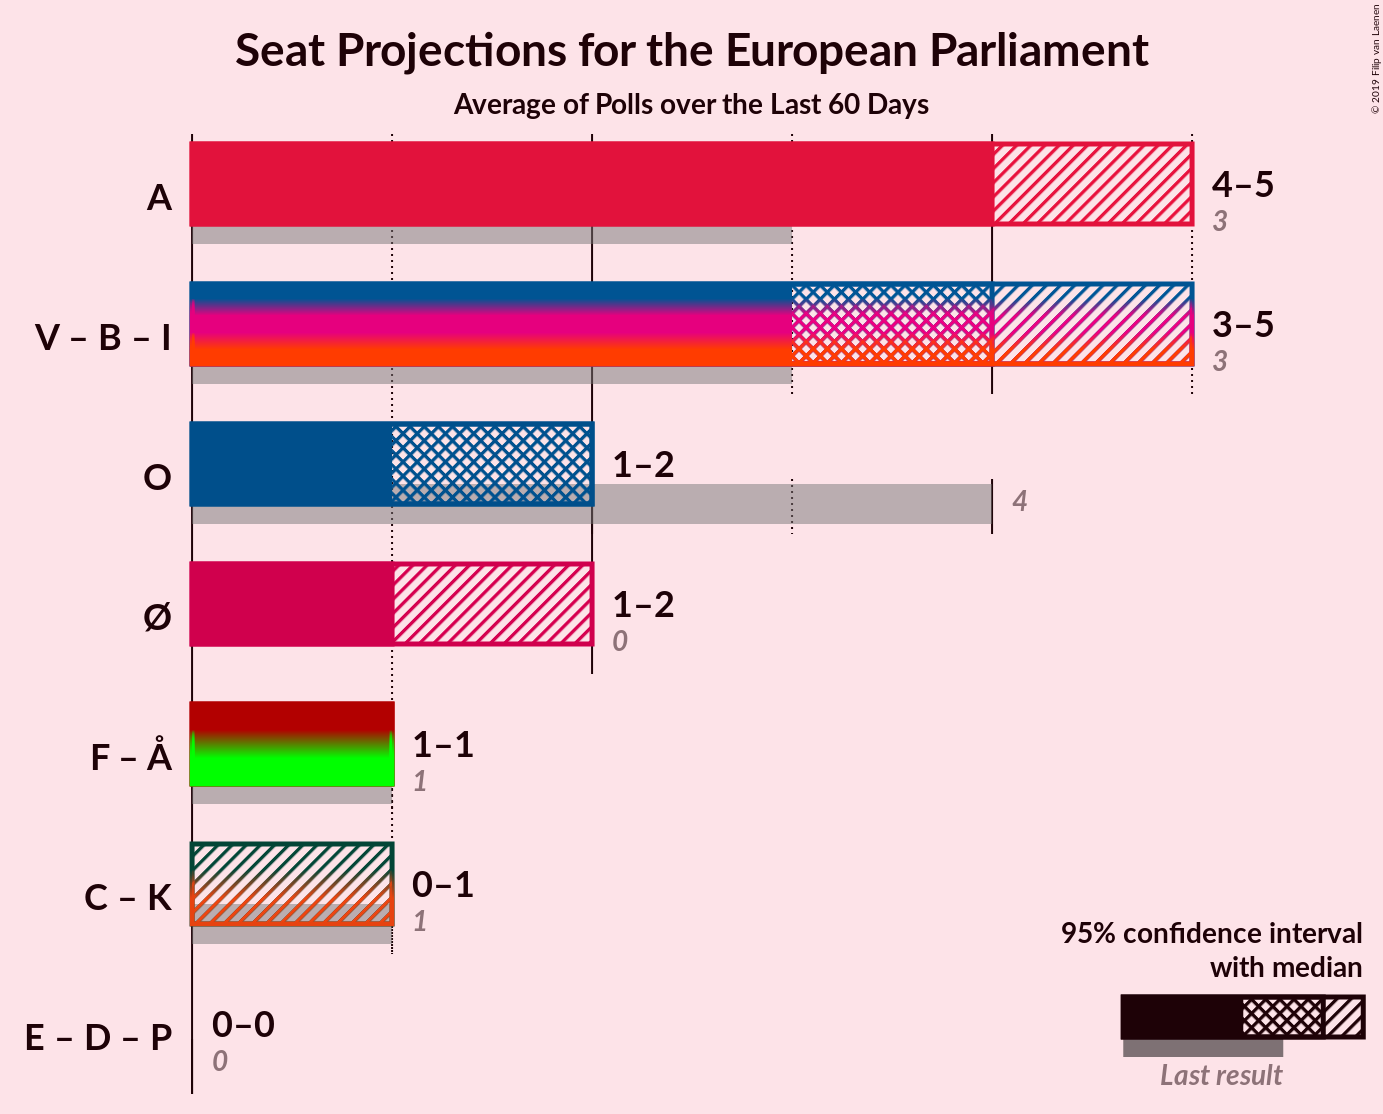 Seat Projections for the European Parliament
Average of Polls over the Last 60 Days
© 2019 Filip van Laenen
A
4–5
3
V – B – I
3–5
3
O
1–2
4
Ø
1–2
0
F – Å
1–1
1
C – K
0–1
1
E – D – P
0–0
0
95% confidence interval
with median
Last result